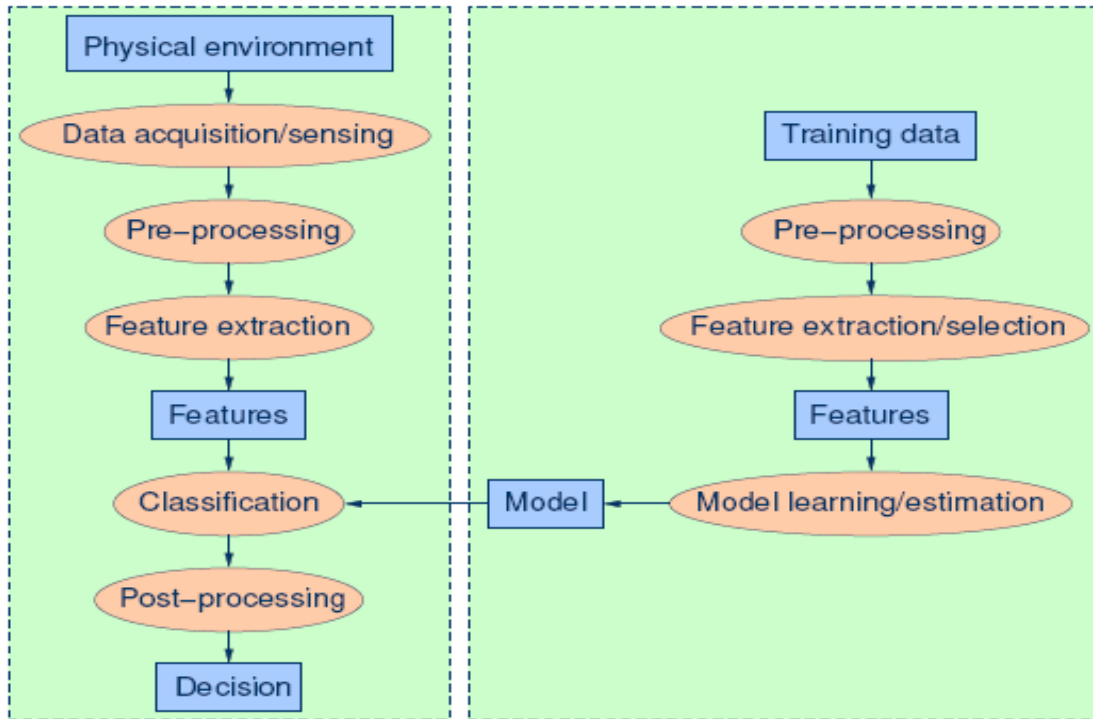 Physical environment
Data acquisition/sensing
Pre−processing
Feature extraction
Features
Classification
Post−processing
Decision
Training data
Pre−processing
Feature extraction/selection
Features
Model learning/estimation
Model